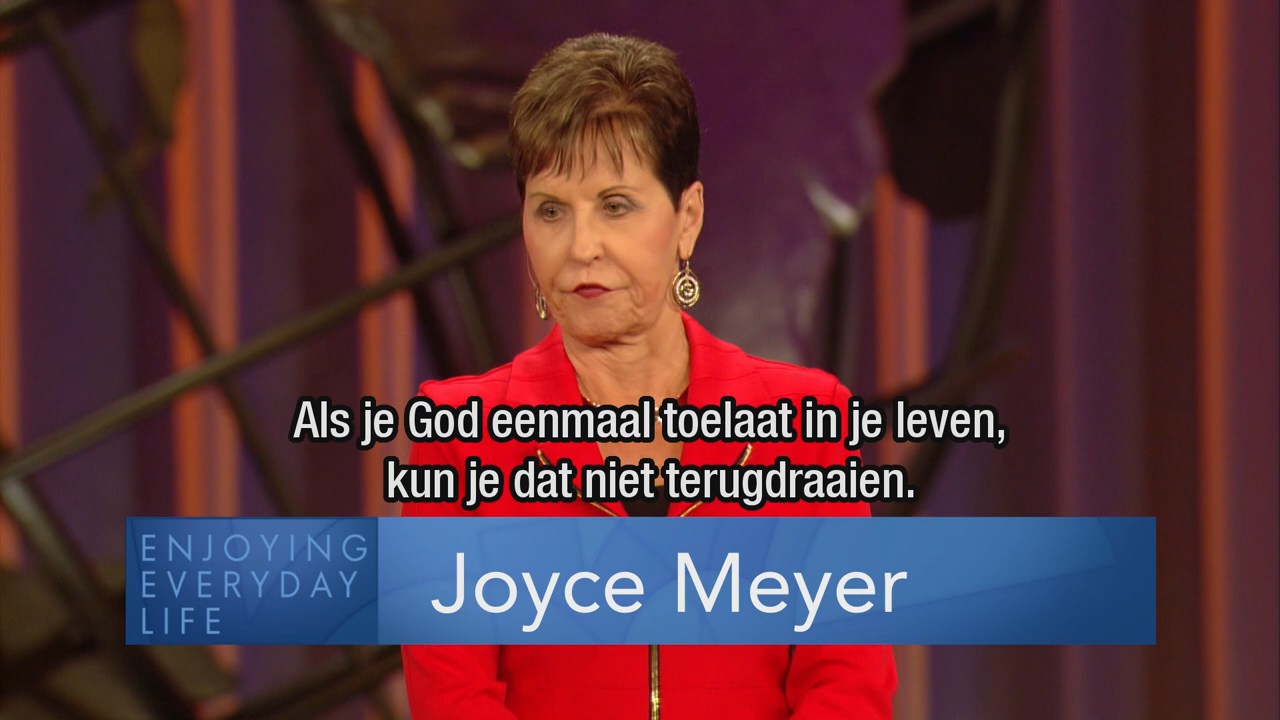 Als je God eenmaal toelaat in je leven,
kun je dat niet terugdraaien.
ENJOYING
EVERYDAY
LIFE
Joyce Meyer